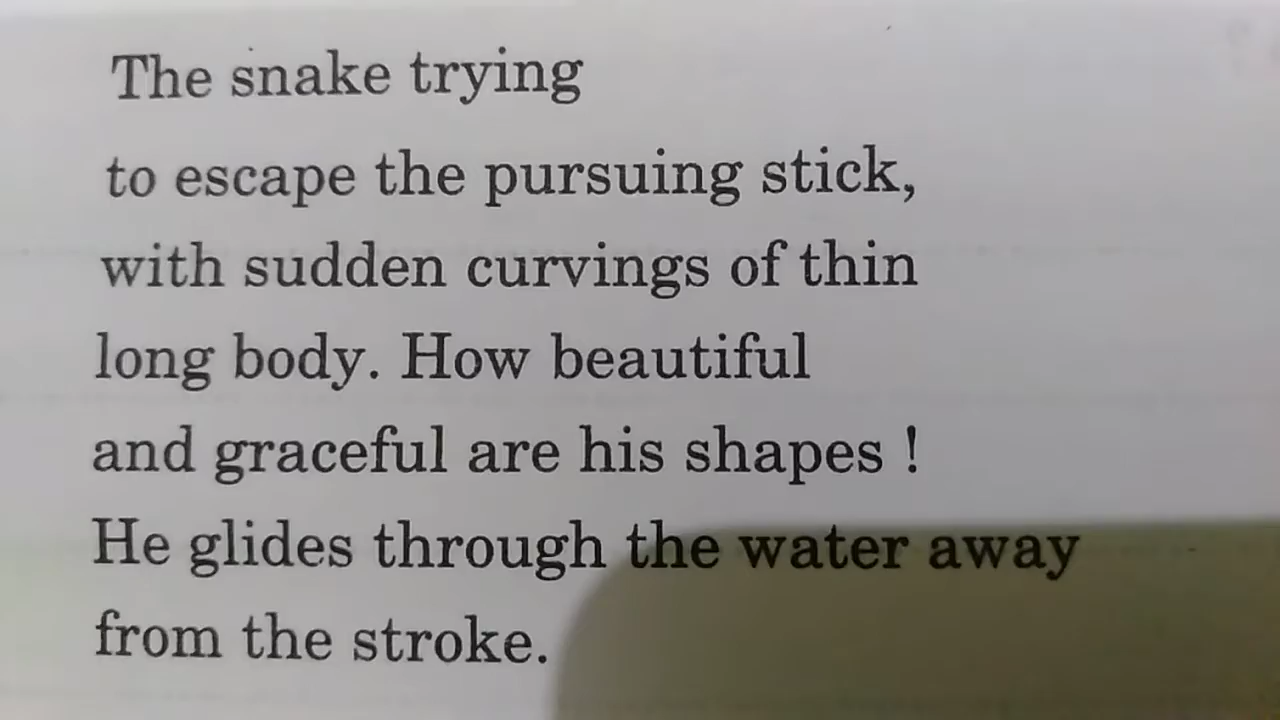 The snake trying
to escape the pursuing stick,
with sudden curvings of thin
long body. How beautiful
and graceful are his shapes !
He glides through the water away
from the stroke.